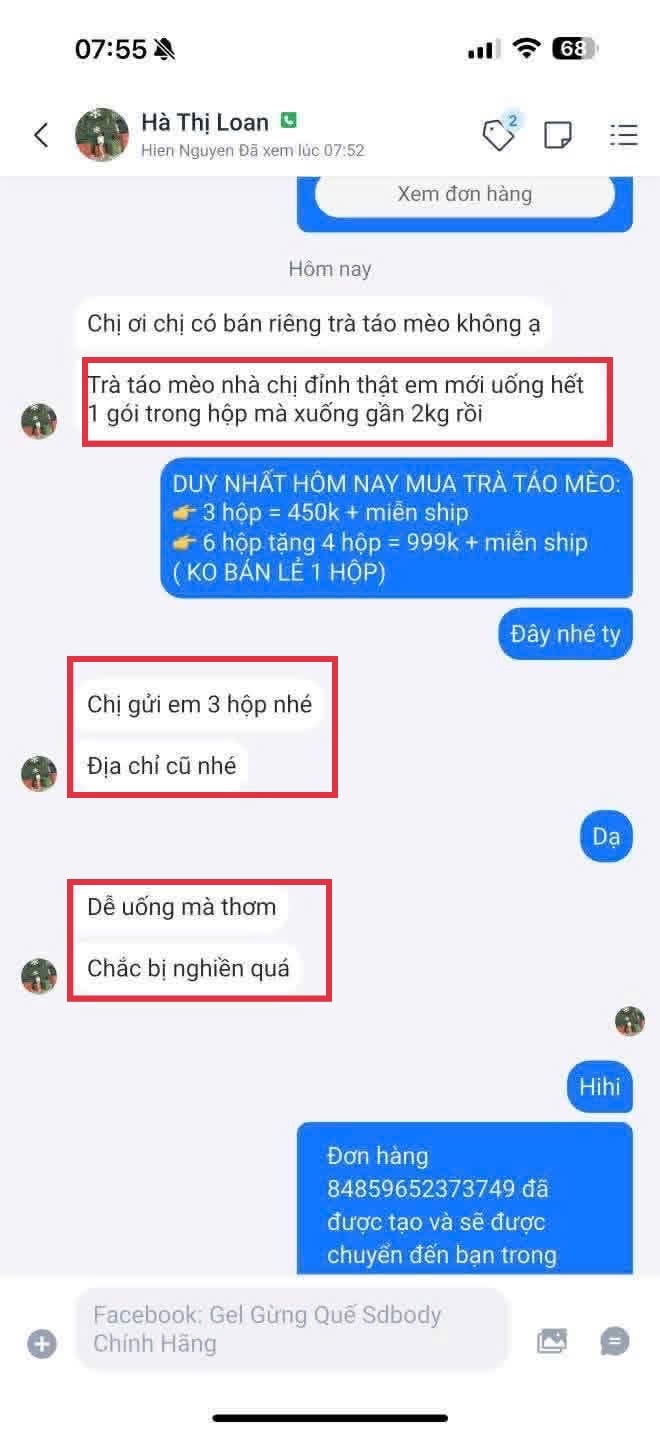 07:55
68
Hà Thị Loan
2
Hien Nguyen Đã xem lúc 07:52
Xem đơn hàng
Hôm nay
Chị ơi chị có bán riêng trà táo mèo không ạ
Trà táo mèo nhà chị đỉnh thật em mới uống hết
1 gói trong hộp mà xuống gần 2kg rồi
DUY NHẤT HÔM NAY MUA TRÀ TÁO MÈO:
👉 3 hộp = 450k + miễn ship
👉 6 hộp tặng 4 hộp = 999k + miễn ship
( KO BÁN LẺ 1 HỘP)
Đây nhé ty
Chị gửi em 3 hộp nhé
Địa chỉ cũ nhé
Dạ
Dễ uống mà thơm
Chắc bị nghiền quá
Hihi
Đơn hàng
84859652373749 đã
được tạo và sẽ được
chuyển đến bạn trong
Facebook: Gel Gừng Quế Sdbody
Chính Hãng